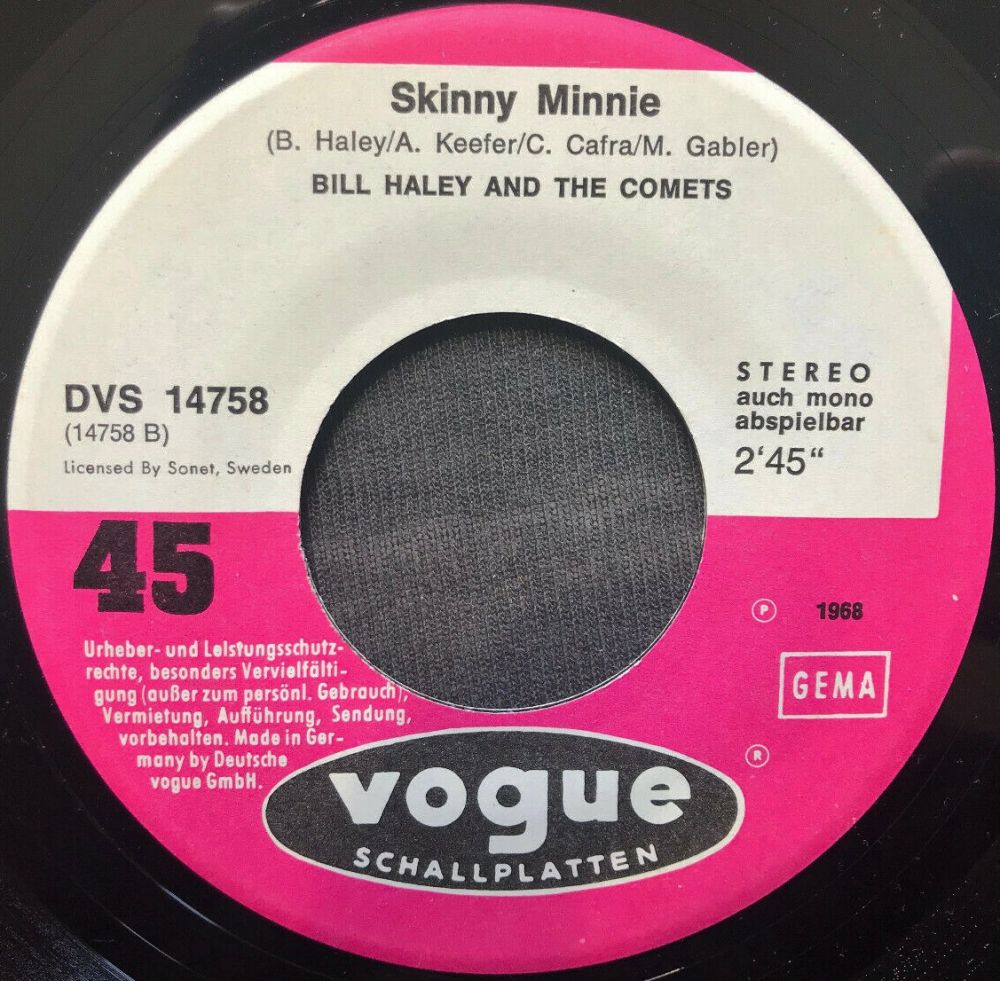 Skinny Minnie
(B. Haley/A. Keefer/C. Cafra/M. Gabler)
BILL HALEY AND THE COMETS
DVS 14758
(14758 B)
Licensed By Sonet, Sweden
STEREO
auch mono
abspielbar
2'45“
45
Urheber- und Leistungsschutz-
rechte, besonders Vervielfälti-
gung (außer zum persönl. Gebrauch),
Vermietung, Aufführung, Sendung,
vorbehalten. Made in Ger-
many by Deutsche
vogue GmbH.
Ⓟ 1968
GEMA
®
vogue
SCHALLPLATTEN